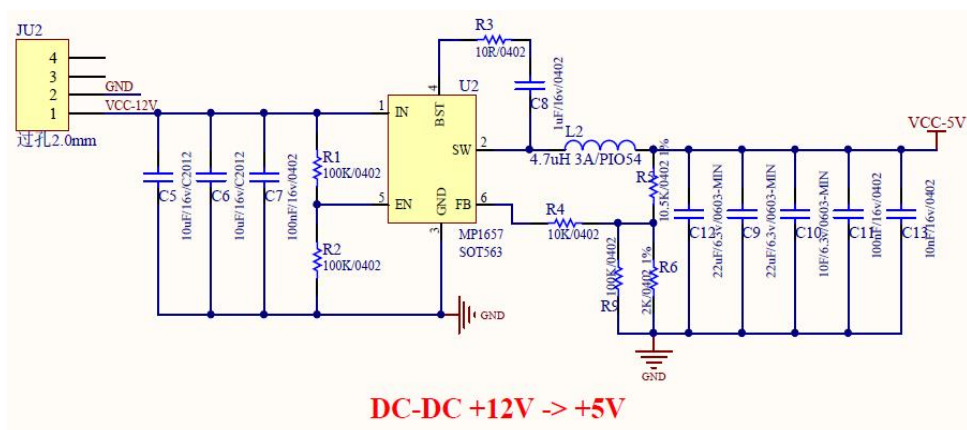 JU2
4
3
2
1
GND
VCC-12V
过孔2.0mm
C5
10uF/16v/C2012
C6
10uF/16v/C2012
C7
100nF/16v/0402
R1
100K/0402
R2
100K/0402
R3
10R/0402
U2
1
IN
4
BST
SW
2
5
EN
GND
3
FB
6
MP1657
SOT563
GND
C8
1uF/16v/0402
L2
4.7uH 3A/PIO54
R5
10.5K/0402 1%
R4
10K/0402
R9
100K/0402
R6
2K/0402 1%
C12
22uF/6.3v/0603-MIN
C9
22uF/6.3v/0603-MIN
C10
10F/6.3v/0603-MIN
C11
100nF/16v/0402
C13
10nF/16v/0402
VCC-5V
GND
DC-DC +12V -> +5V